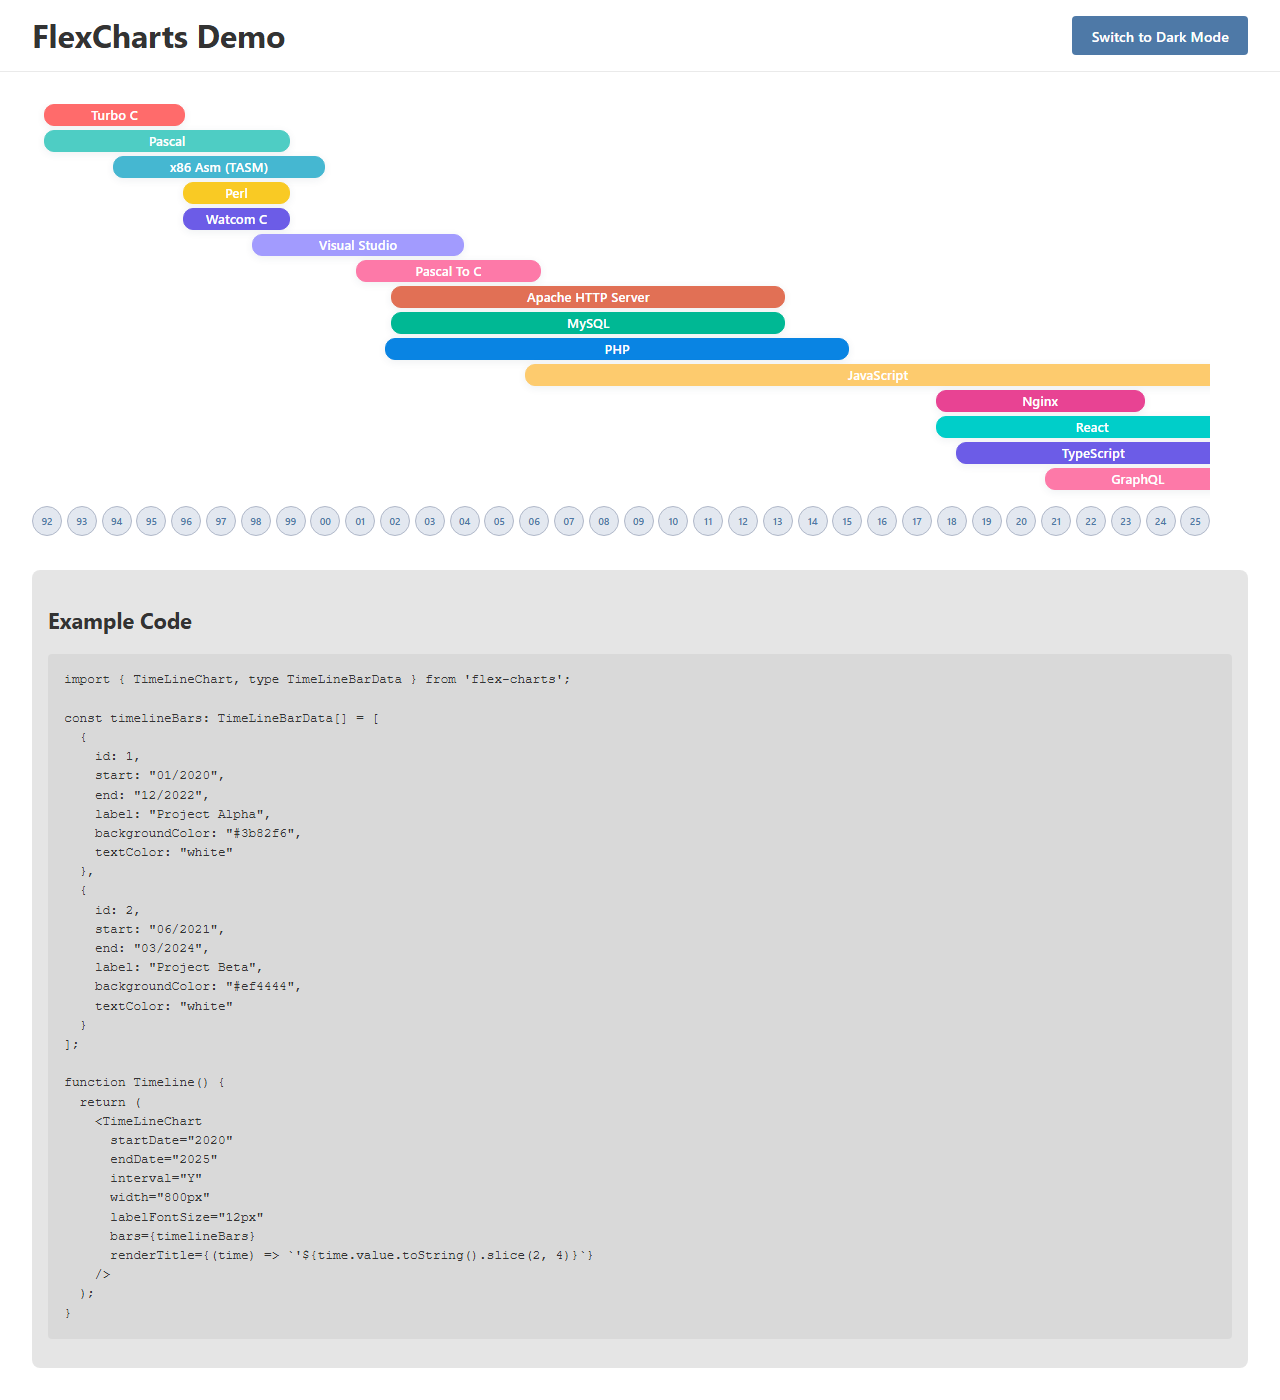 FlexCharts Demo
Switch to Dark Mode
Turbo C
Pascal
x86 Asm (TASM)
Perl
Watcom C
Visual Studio
Pascal To C
Apache HTTP Server
MySQL
PHP
JavaScript
Nginx
React
TypeScript
GraphQL
92 93 94 95 96 97 98 99 00 01 02 03 04 05 06 07 08 09 10 11 12 13 14 15 16 17 18 19 20 21 22 23 24 25
Example Code
import { TimeLineChart, type TimeLineBarData } from 'flex-charts';
const timelineBars: TimeLineBarData[] = [
  {
    id: 1,
    start: "01/2020",
    end: "12/2022",
    label: "Project Alpha",
    backgroundColor: "#3b82f6",
    textColor: "white"
  },
  {
    id: 2,
    start: "06/2021",
    end: "03/2024",
    label: "Project Beta",
    backgroundColor: "#ef4444",
    textColor: "white"
  }
];
function Timeline() {
  return (
    <TimeLineChart
      startDate="2020"
      endDate="2025"
      interval="Y"
      width="800px"
      labelFontSize="12px"
      bars={timelineBars}
      renderTitle={(time) => `'${time.value.toString().slice(2, 4)}`}
    />
  );
}